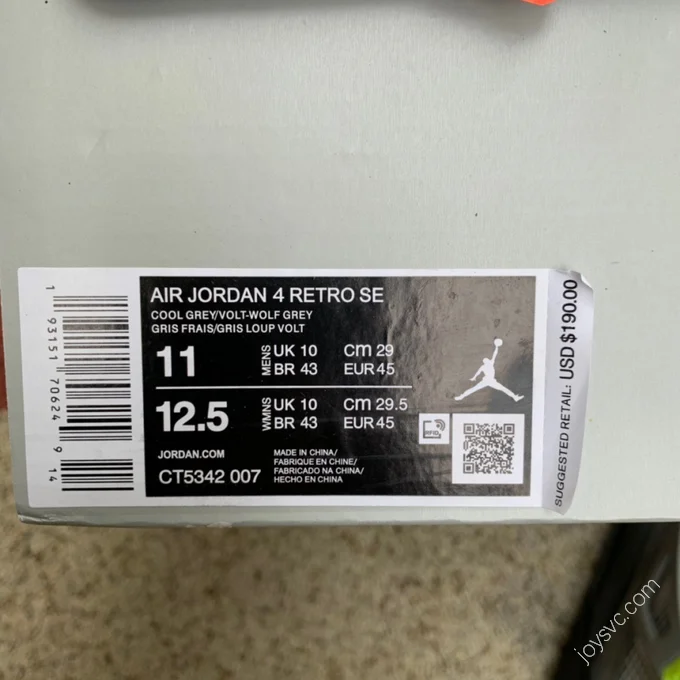 AIR JORDAN 4 RETRO SE
COOL GREY/VOLT-WOLF GREY
GRIS FRAIS/GRIS LOUP VOLT
11 MENS UK 10 CM 29
BR 43 EUR 45
12.5 WMNS UK 10 CM 29.5
BR 43 EUR 45
JORDAN.COM
CT5342 007
MADE IN CHINA/
FABRIQUE EN CHINE/
FABRICADO NA CHINA/
HECHO EN CHINA
RFID
SUGGESTED RETAIL: USD $190.00
1 93151 70624 9 14
joysvc.com